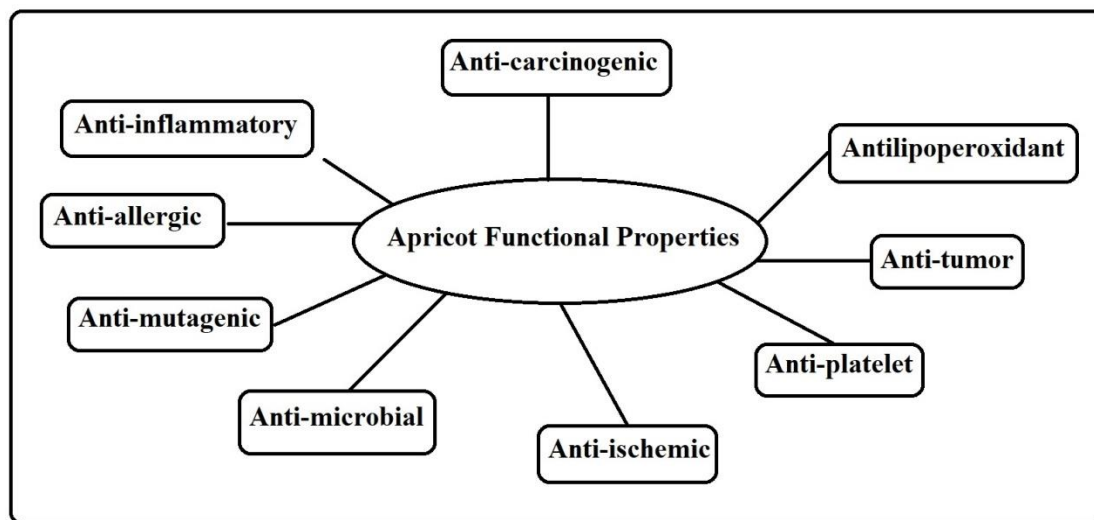 Anti-carcinogenic
Anti-inflammatory
Antilipoperoxidant
Anti-allergic
Apricot Functional Properties
Anti-tumor
Anti-mutagenic
Anti-platelet
Anti-microbial
Anti-ischemic